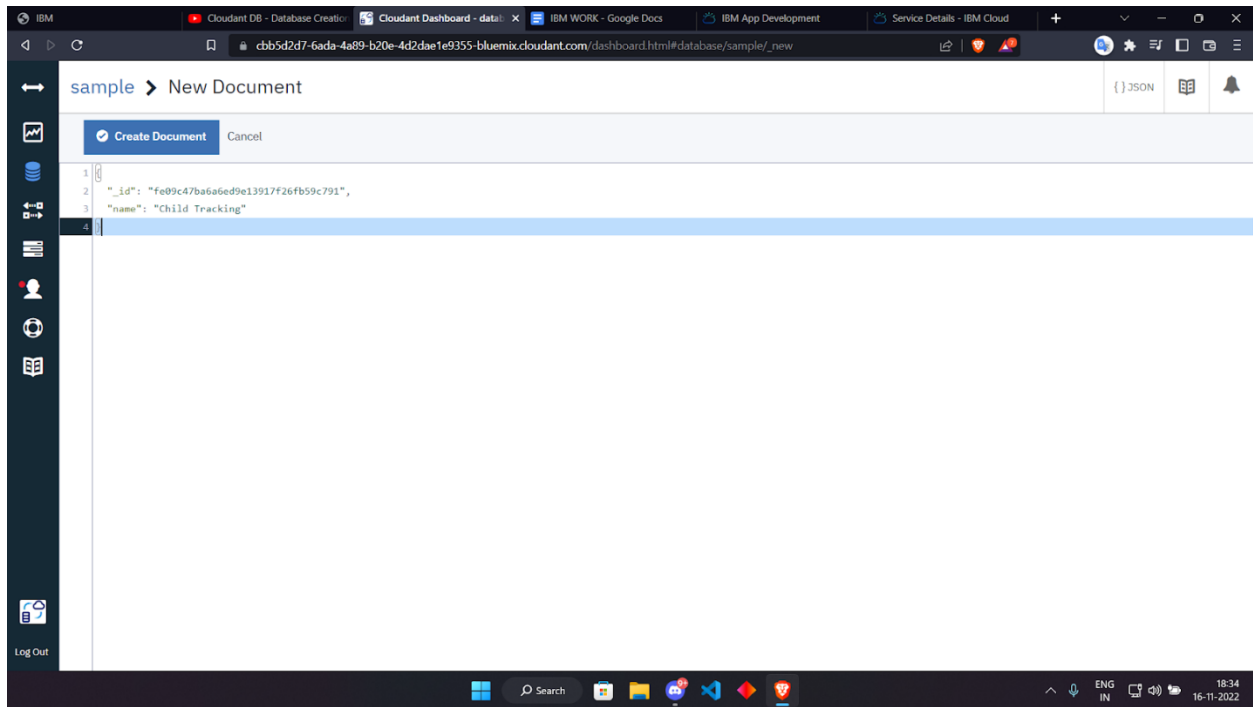 IBM
Cloudant DB - Database Creation
Cloudant Dashboard - datab
IBM WORK - Google Docs
IBM App Development
Service Details - IBM Cloud
cbb5d2d7-6ada-4a89-b20e-4d2dae1e9355-bluemix.cloudant.com/dashboard.html#database/sample/_new
sample > New Document
{ } JSON
Create Document
Cancel
1 {
2 "_id": "fe09c47ba6a6ed9e13917f26fb59c791",
3 "name": "Child Tracking"
4 }
Log Out
Search
ENG
IN
18:34
16-11-2022